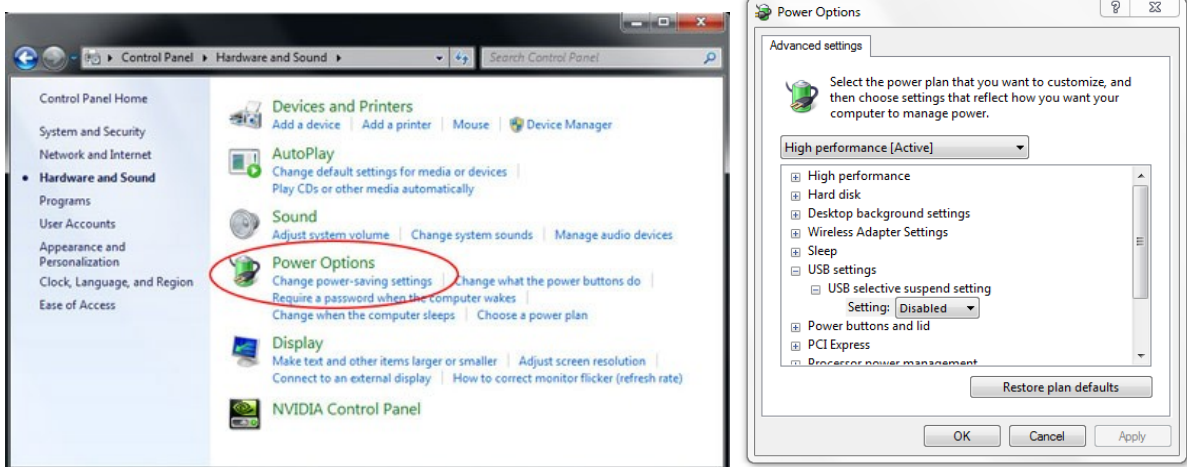 Control Panel ▸ Hardware and Sound ▸
Search Control Panel
Control Panel Home
System and Security
Network and Internet
Hardware and Sound
Programs
User Accounts
Appearance and
Personalization
Clock, Language, and Region
Ease of Access
Devices and Printers
Add a device | Add a printer | Mouse | Device Manager
AutoPlay
Change default settings for media or devices |
Play CDs or other media automatically
Sound
Adjust system volume | Change system sounds | Manage audio devices
Power Options
Change power-saving settings | Change what the power buttons do |
Require a password when the computer wakes |
Change when the computer sleeps | Choose a power plan
Display
Make text and other items larger or smaller | Adjust screen resolution |
Connect to an external display | How to correct monitor flicker (refresh rate)
NVIDIA Control Panel
Power Options
Advanced settings
Select the power plan that you want to customize, and
then choose settings that reflect how you want your
computer to manage power.
High performance [Active]
High performance
Hard disk
Desktop background settings
Wireless Adapter Settings
Sleep
USB settings
USB selective suspend setting
Setting: Disabled
Power buttons and lid
PCI Express
Processor power management
Restore plan defaults
OK Cancel Apply